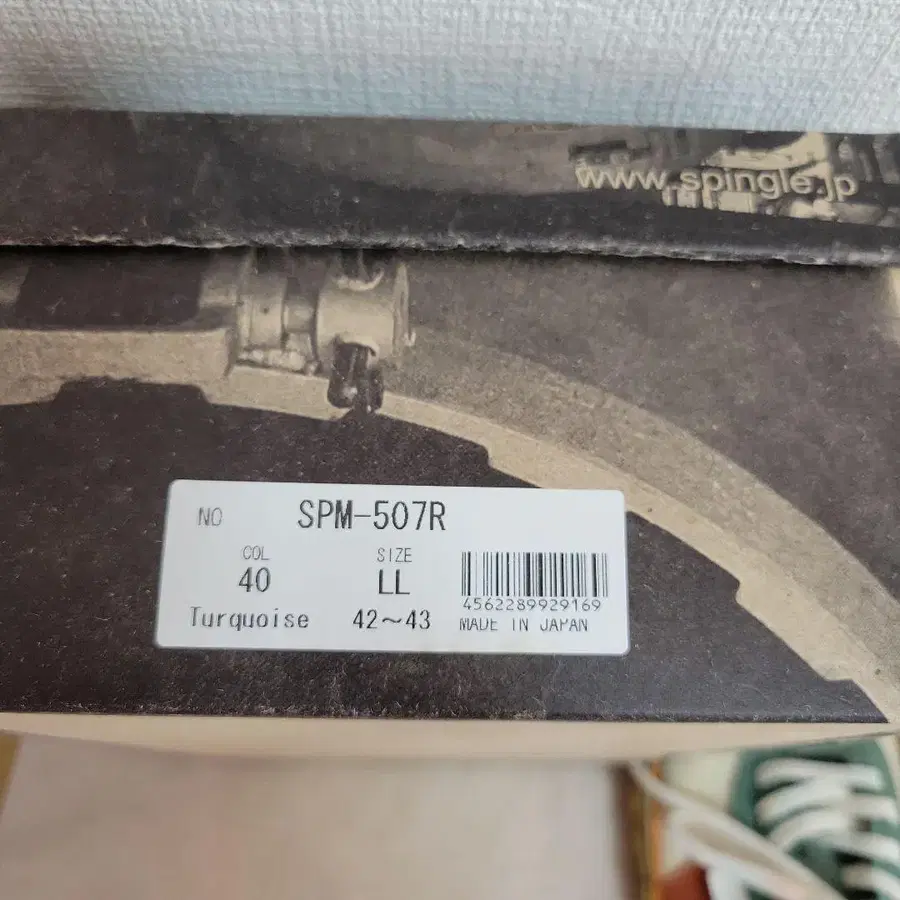 www.spingle.jp
NO SPM-507R
COL SIZE
40 LL
4562289929169
Turquoise 42~43 MADE IN JAPAN